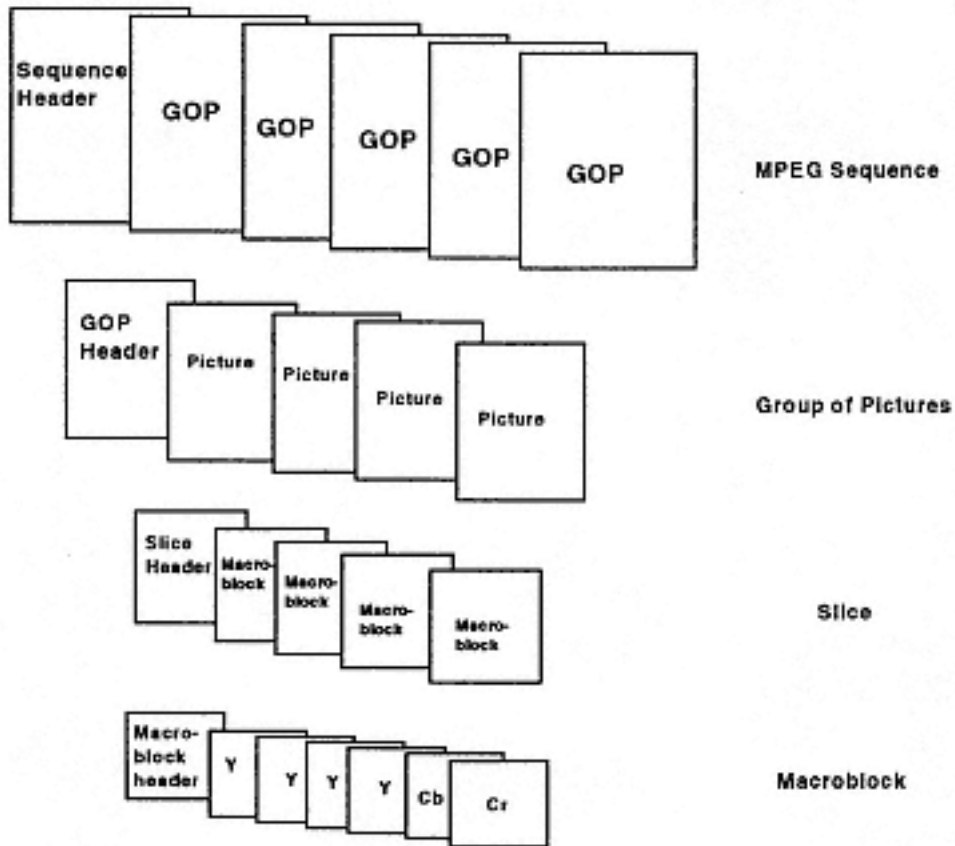 Sequence
Header
GOP
GOP
GOP
GOP
GOP
MPEG Sequence
GOP
Header
Picture
Picture
Picture
Picture
Group of Pictures
Slice
Header
Macro-
block
Macro-
block
Macro-
block
Macro-
block
Slice
Macro-
block
header
Y
Y
Y
Y
Cb
Cr
Macroblock